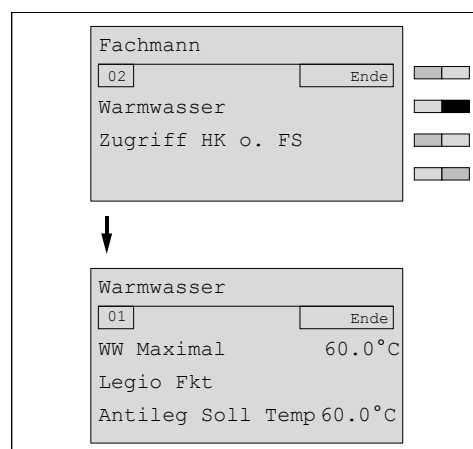 Fachmann
02 Ende
Warmwasser
Zugriff HK o. FS
Warmwasser
01 Ende
WW Maximal 60.0°C
Legio Fkt
Antileg Soll Temp 60.0°C